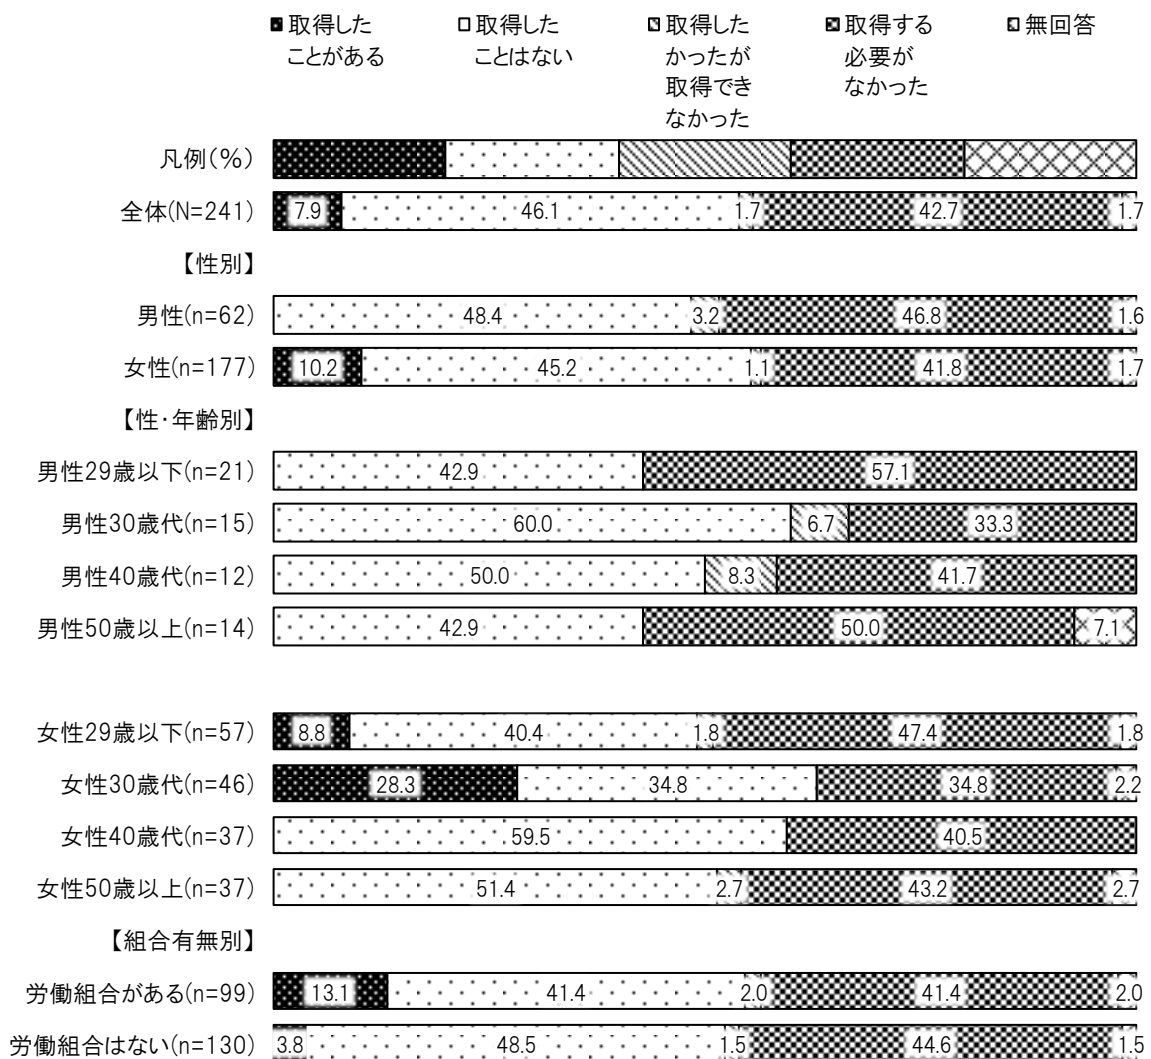 取得した 取得した 取得した 取得する 無回答
ことがある ことはない かったが 必要が
取得でき なかった
なかった
凡例(%)
全体(N=241) 7.9 46.1 1.7 42.7 1.7
【性別】
男性(n=62) 48.4 3.2 46.8 1.6
女性(n=177) 10.2 45.2 1.1 41.8 1.7
【性・年齢別】
男性29歳以下(n=21) 42.9 57.1
男性30歳代(n=15) 60.0 6.7 33.3
男性40歳代(n=12) 50.0 8.3 41.7
男性50歳以上(n=14) 42.9 50.0 7.1
女性29歳以下(n=57) 8.8 40.4 1.8 47.4 1.8
女性30歳代(n=46) 28.3 34.8 34.8 2.2
女性40歳代(n=37) 59.5 40.5
女性50歳以上(n=37) 51.4 2.7 43.2 2.7
【組合有無別】
労働組合がある(n=99) 13.1 41.4 2.0 41.4 2.0
労働組合はない(n=130) 3.8 48.5 1.5 44.6 1.5